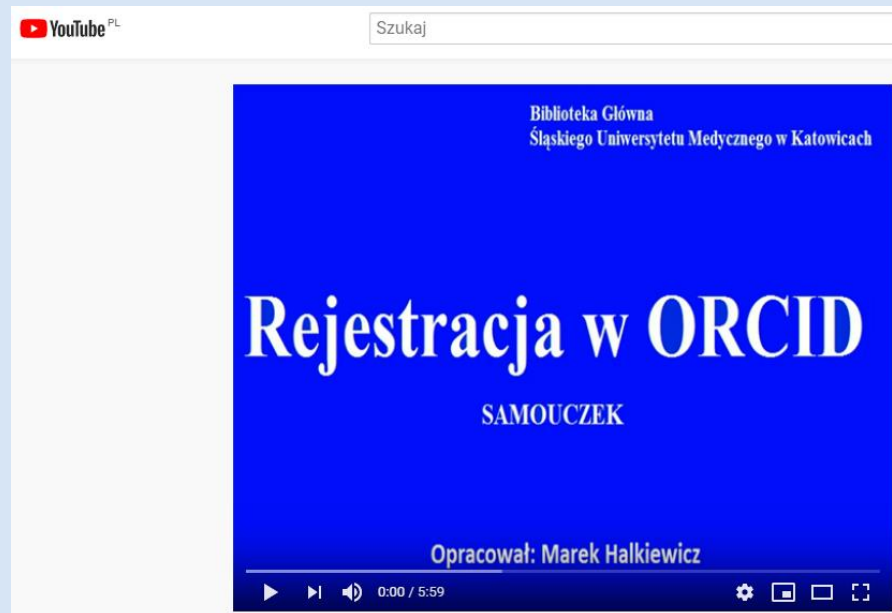 YouTube PL
Szukaj
Biblioteka Główna
Śląskiego Uniwersytetu Medycznego w Katowicach
Rejestracja w ORCID
SAMOUCZEK
Opracował: Marek Halkiewicz
0:00 / 5:59